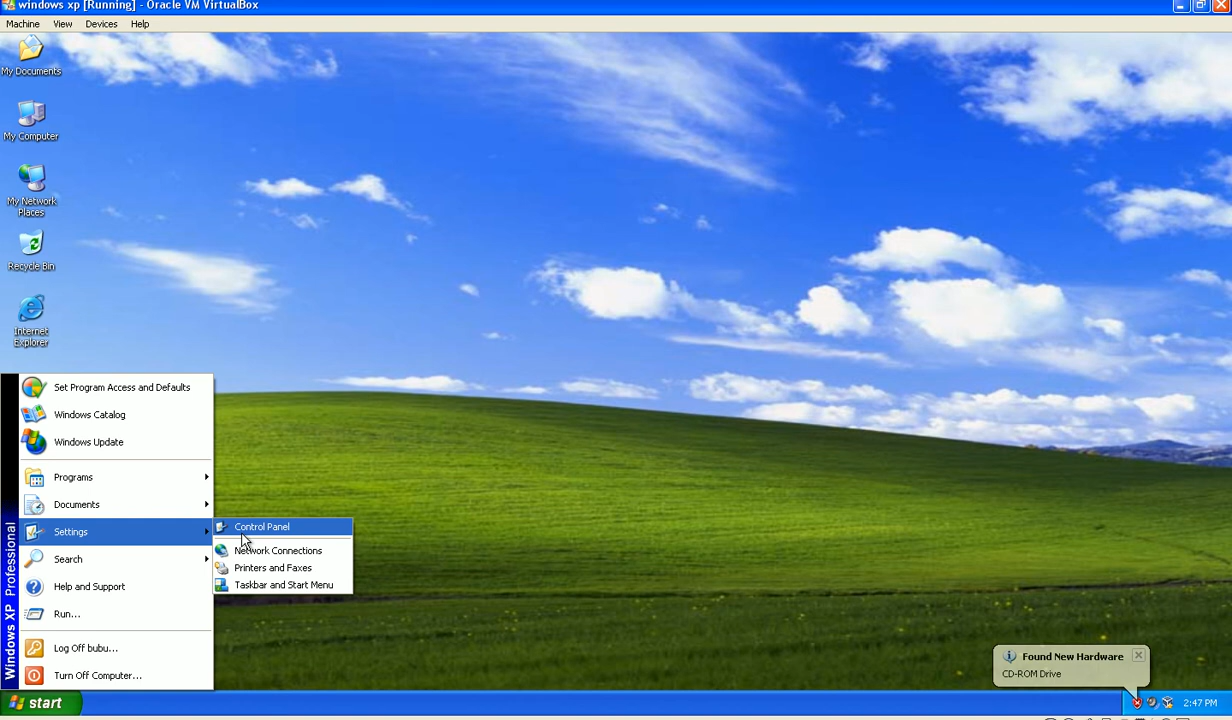 windows xp [Running] - Oracle VM VirtualBox
Machine View Devices Help
My Documents
My Computer
My Network
Places
Recycle Bin
Internet
Explorer
Set Program Access and Defaults
Windows Catalog
Windows Update
Programs
Documents
Settings
Search
Help and Support
Run...
Log Off bubu...
Turn Off Computer...
Windows XP Professional
Control Panel
Network Connections
Printers and Faxes
Taskbar and Start Menu
Found New Hardware
CD-ROM Drive
start
2:47 PM